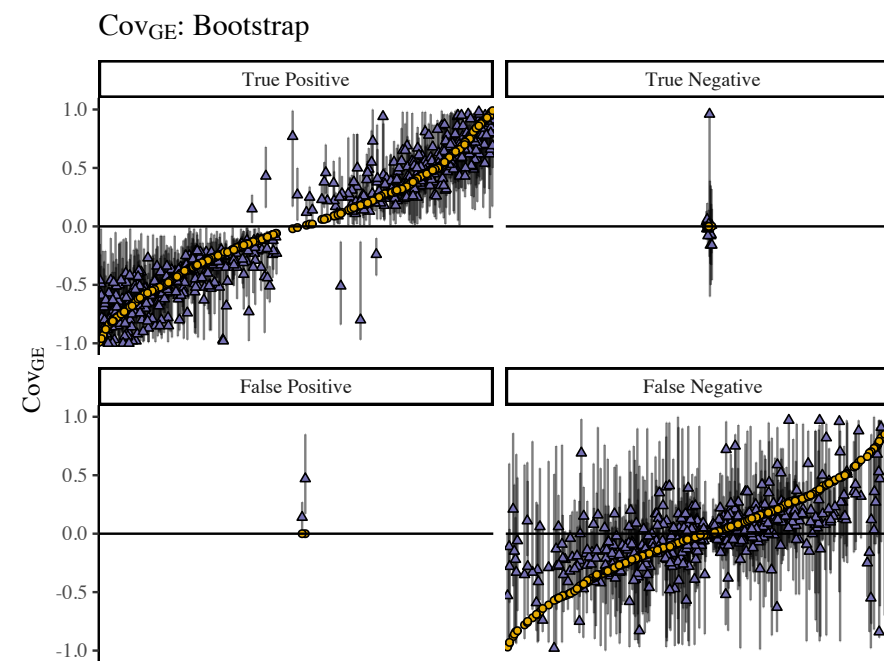 CovGE: Bootstrap
True Positive
True Negative
1.0
0.5
0.0
-0.5
-1.0
CovGE
False Positive
False Negative
1.0
0.5
0.0
-0.5
-1.0